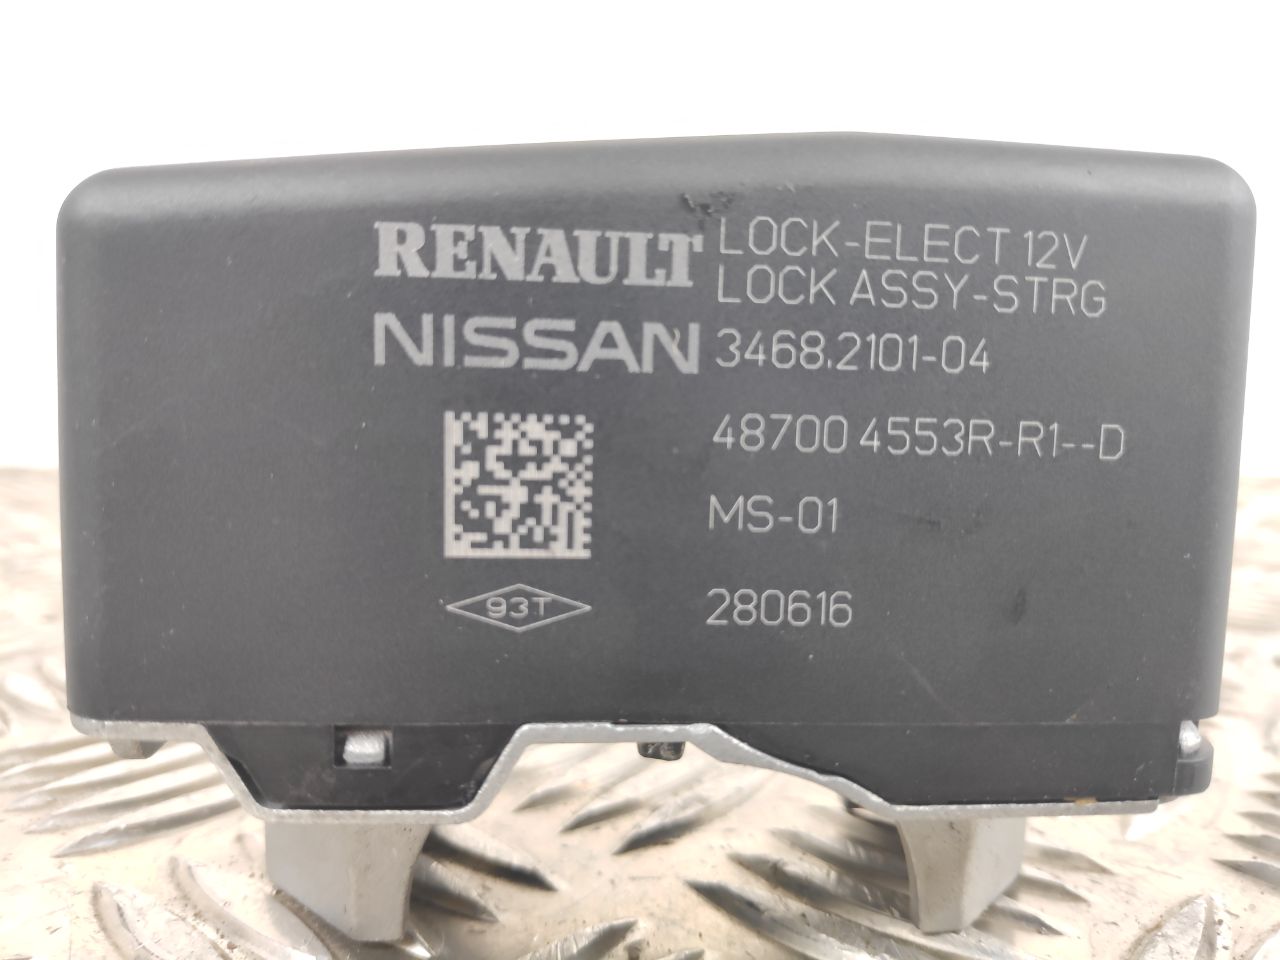 RENAULT
LOCK-ELECT 12V
LOCK ASSY-STRG
NISSAN
3468.2101-04
48700 4553R-R1--D
MS-01
93T
280616